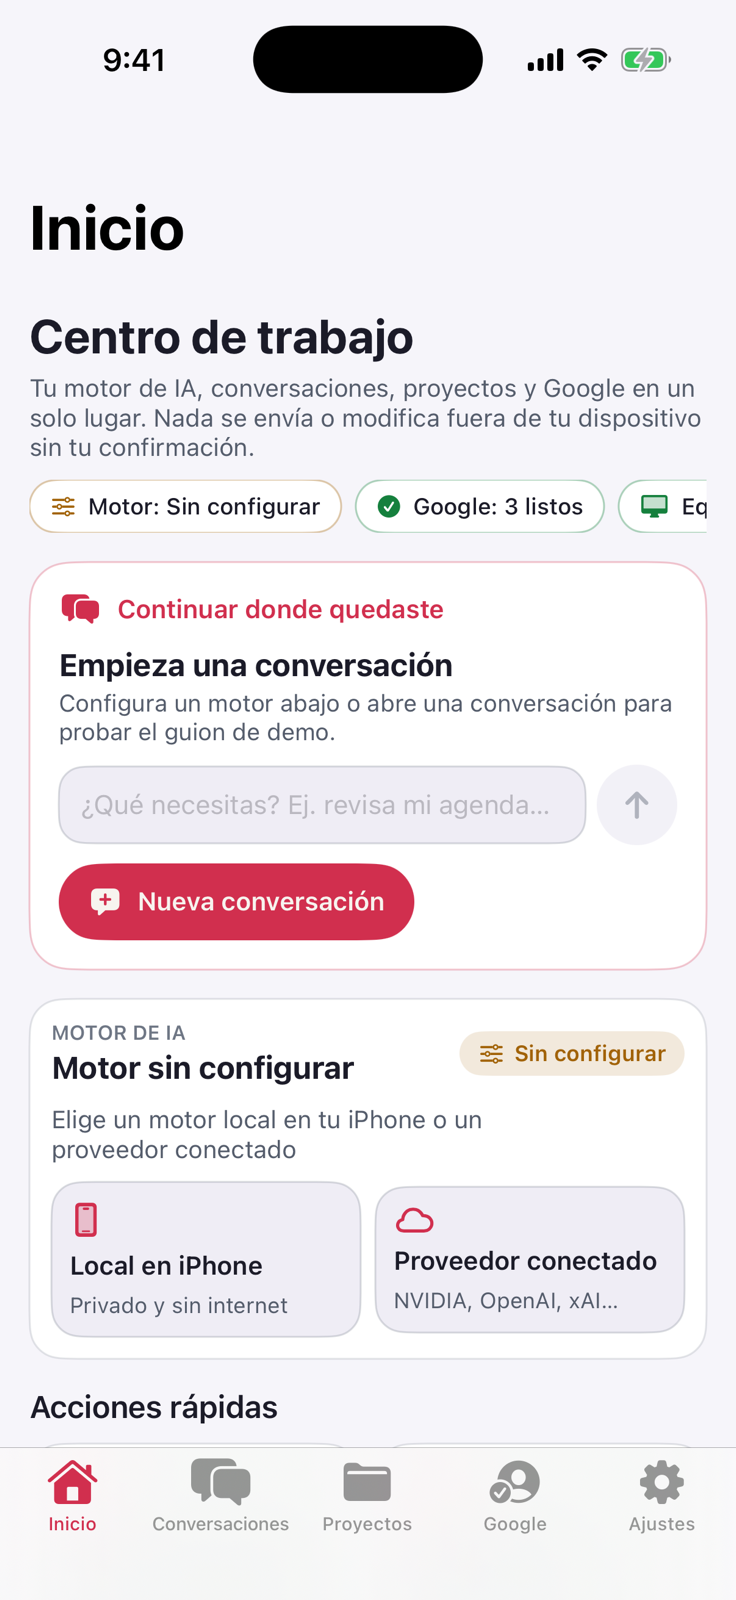 9:41
Inicio
Centro de trabajo
Tu motor de IA, conversaciones, proyectos y Google en un
solo lugar. Nada se envía o modifica fuera de tu dispositivo
sin tu confirmación.
Motor: Sin configurar
Google: 3 listos
Eq
Continuar donde quedaste
Empieza una conversación
Configura un motor abajo o abre una conversación para
probar el guion de demo.
¿Qué necesitas? Ej. revisa mi agenda...
Nueva conversación
MOTOR DE IA
Motor sin configurar
Sin configurar
Elige un motor local en tu iPhone o un
proveedor conectado
Local en iPhone
Privado y sin internet
Proveedor conectado
NVIDIA, OpenAI, xAI...
Acciones rápidas
Inicio
Conversaciones
Proyectos
Google
Ajustes